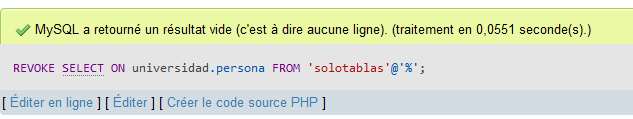 MySQL a retourné un résultat vide (c'est à dire aucune ligne). (traitement en 0,0551 seconde(s).)
REVOKE SELECT ON universidad.persona FROM 'solotablas'@'%';
[ Éditer en ligne ] [ Éditer ] [ Créer le code source PHP ]